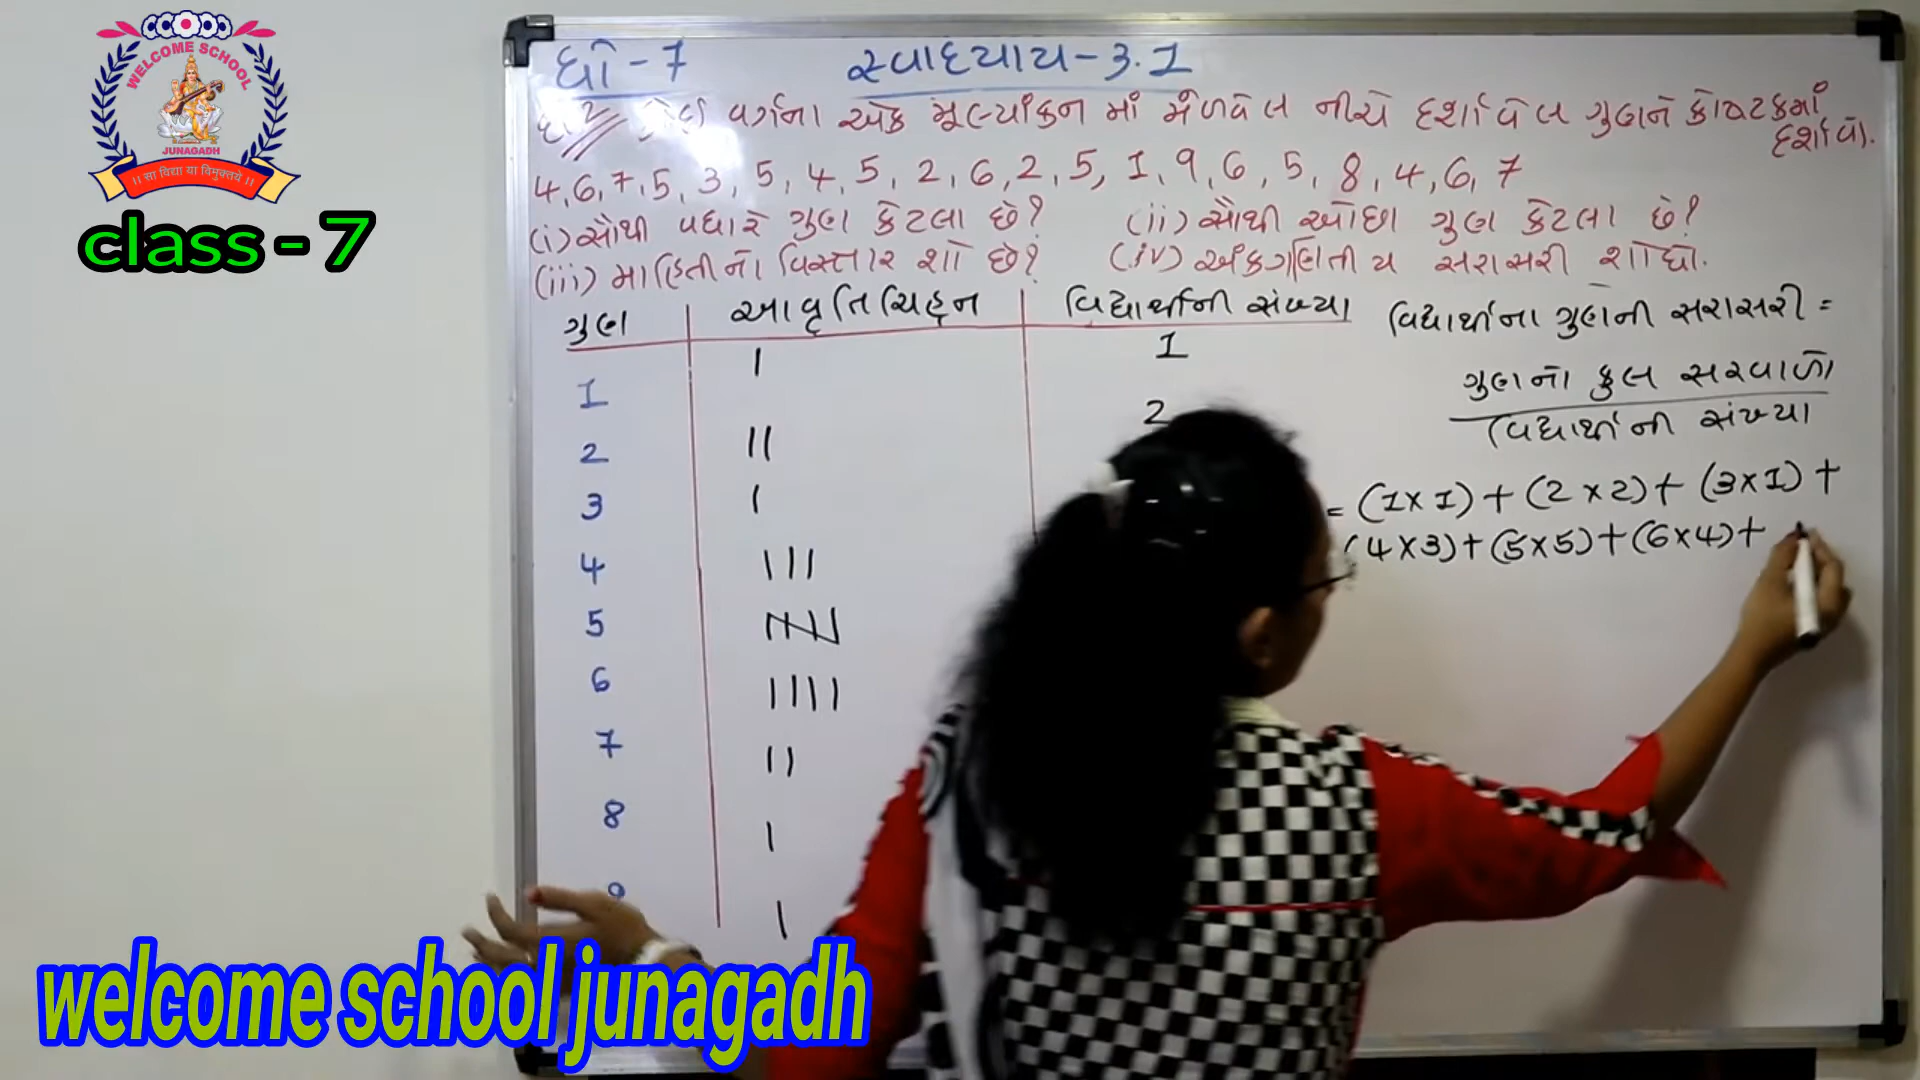 WELCOME SCHOOL
JUNAGADH
।। सा विद्या या विमुक्तये ।।
class - 7
ધો - 7 સ્વાધ્યાય - 3.1
દા.2 કોઈ વર્ગના એક મૂલ્યાંકન માં મેળવેલ નીચે દર્શાવેલ ગુણને કોષ્ટકમાં
દર્શાવો.
4, 6, 7, 5, 3, 5, 4, 5, 2, 6, 2, 5, 1, 9, 6, 5, 8, 4, 6, 7
(i) સૌથી વધારે ગુણ કેટલા છે? (ii) સૌથી ઓછા ગુણ કેટલા છે?
(iii) માહિતીનો વિસ્તાર શો છે? (iv) અંકગણિતીય સરાસરી શોધો.
ગુણ આવૃતિ ચિહ્ન વિદ્યાર્થીની સંખ્યા વિદ્યાર્થીના ગુણની સરાસરી =
1 | 1
ગુણનો કુલ સરવાળો
વિદ્યાર્થીની સંખ્યા
2 || 2
3 |
= (1×1) + (2×2) + (3×1) +
4 |||
(4×3) + (5×5) + (6×4) +
5 ||||
6 ||||
7 ||
8 |
9 |
welcome school junagadh